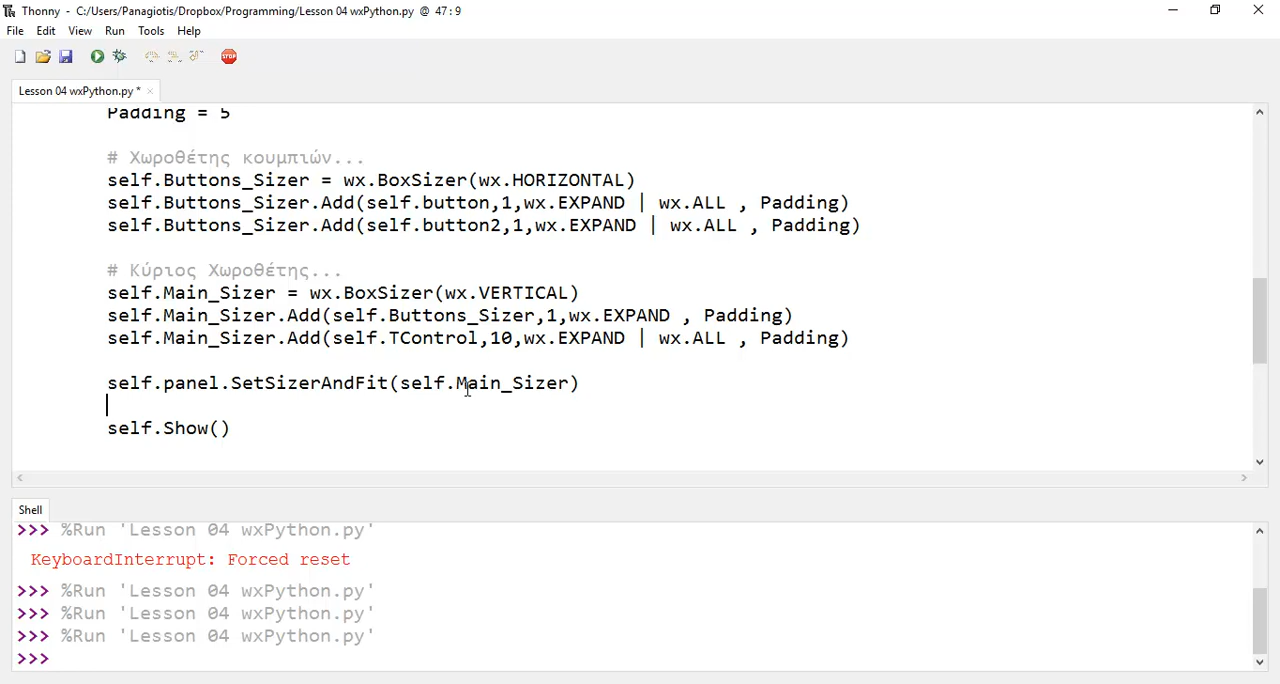 Thonny - C:/Users/Panagiotis/Dropbox/Programming/Lesson 04 wxPython.py @ 47:9
File Edit View Run Tools Help
STOP
Lesson 04 wxPython.py * ×
Padding = 5
# Χωροθέτης κουμπιών...
self.Buttons_Sizer = wx.BoxSizer(wx.HORIZONTAL)
self.Buttons_Sizer.Add(self.button,1,wx.EXPAND | wx.ALL , Padding)
self.Buttons_Sizer.Add(self.button2,1,wx.EXPAND | wx.ALL , Padding)
# Κύριος Χωροθέτης...
self.Main_Sizer = wx.BoxSizer(wx.VERTICAL)
self.Main_Sizer.Add(self.Buttons_Sizer,1,wx.EXPAND , Padding)
self.Main_Sizer.Add(self.TControl,10,wx.EXPAND | wx.ALL , Padding)
self.panel.SetSizerAndFit(self.Main_Sizer)
self.Show()
Shell
>>> %Run 'Lesson 04 wxPython.py'
KeyboardInterrupt: Forced reset
>>> %Run 'Lesson 04 wxPython.py'
>>> %Run 'Lesson 04 wxPython.py'
>>> %Run 'Lesson 04 wxPython.py'
>>>